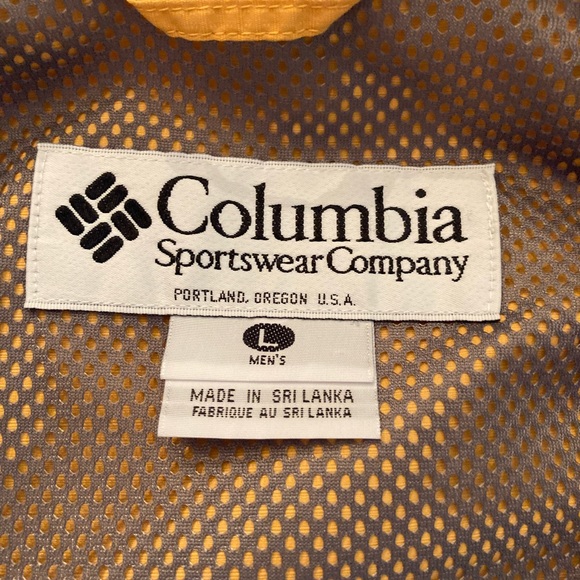 Columbia
Sportswear Company
PORTLAND, OREGON U.S.A.
L
MEN'S
MADE IN SRI LANKA
FABRIQUE AU SRI LANKA